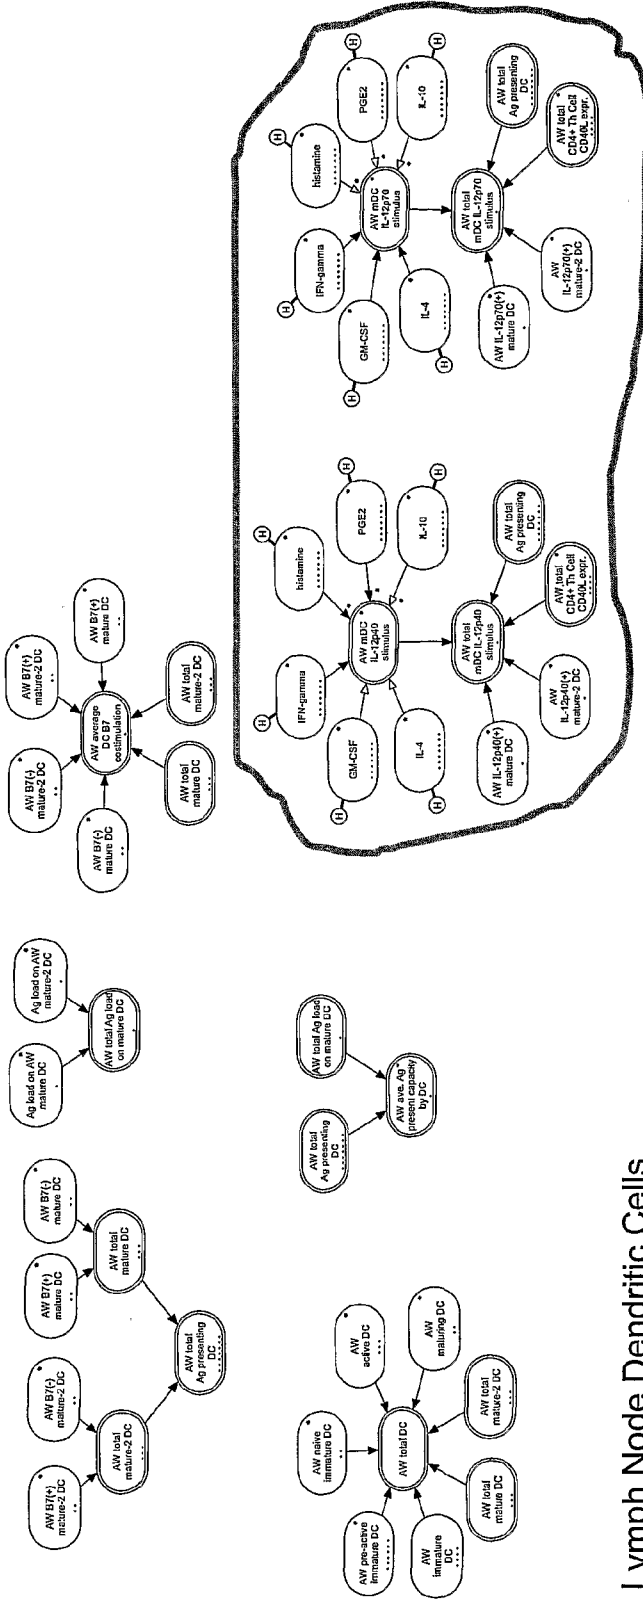 AW B7(+)
mature-2 DC
AW B7(-)
mature-2 DC
AW B7(+)
mature DC
AW B7(-)
mature DC
AW total
mature-2 DC
AW total
mature DC
AW total
Ag presenting
DC
Ag load on AW
mature DC
Ag load on AW
mature-2 DC
AW total Ag load
on mature DC
AW B7(-)
mature DC
AW B7(-)
mature-2 DC
AW B7(+)
mature-2 DC
AW B7(+)
mature DC
AW average
DC B7
costimulation
AW total
mature DC
AW total
mature-2 DC
AW pre-active
immature DC
AW naive
immature DC
AW
active DC
AW
immature
DC
AW total DC
AW
maturing DC
AW total
mature DC
AW total
mature-2 DC
AW total
Ag presenting
DC
AW total Ag load
on mature DC
AW ave. Ag
present capacity
by DC
H
IFN-gamma
H
histamine
H
GM-CSF
H
PGE2
AW mDC
IL-12p40
stimulus
H
IL-4
H
IL-10
AW IL-12p40(+)
mature DC
AW total
mDC IL-12p40
stimulus
AW total
Ag presenting
DC
AW
IL-12p40(+)
mature-2 DC
AW total
CD4+ Th Cell
CD40L expr.
H
IFN-gamma
H
histamine
H
GM-CSF
H
PGE2
AW mDC
IL-12p70
stimulus
H
IL-4
H
IL-10
AW IL-12p70(+)
mature DC
AW total
mDC IL-12p70
stimulus
AW total
Ag presenting
DC
AW
IL-12p70(+)
mature-2 DC
AW total
CD4+ Th Cell
CD40L expr.
Lymph Node Dendritic Cells